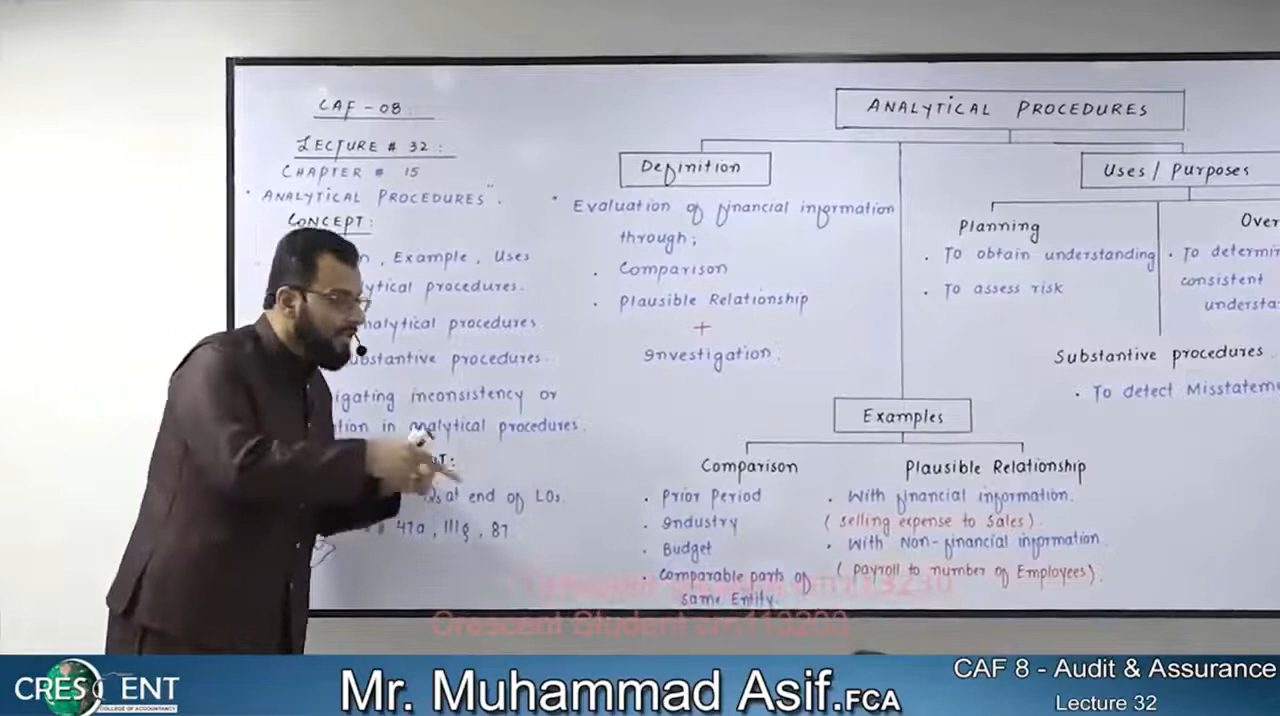 CAF - 08 :
LECTURE # 32 :
CHAPTER # 15
"ANALYTICAL PROCEDURES".
CONCEPT :
, Example, Uses
procedures.
procedures
procedures.
inconsistency or
in analytical procedures.
at end of LOs.
47a, 111g, 87
ANALYTICAL PROCEDURES
Definition
• Evaluation of financial information
through;
. Comparison
. Plausible Relationship
+
Investigation.
Uses / Purposes
Planning
. To obtain understanding
. To assess risk
. To
consistent
Substantive procedures.
. To detect
Examples
Comparison
. Prior Period
. Industry
. Budget
Comparable parts of
same Entity.
Plausible Relationship
. With financial information.
( selling expense to Sales ).
. With Non-financial information
( payroll to number of Employees ).
Crescent Student
CRESCENT
COLLEGE OF ACCOUNTANCY
Mr. Muhammad Asif.FCA
CAF 8 - Audit & Assurance
Lecture 32